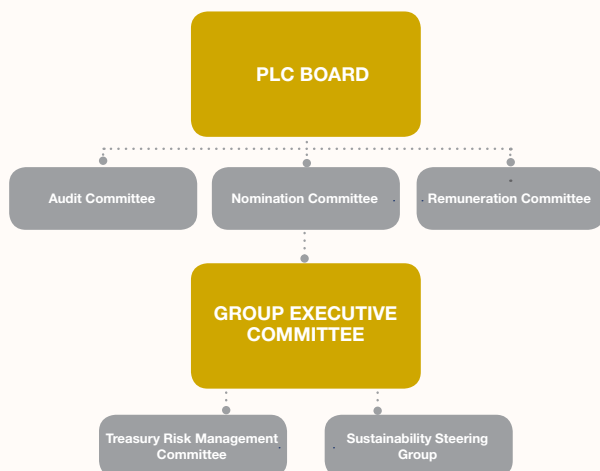 PLC BOARD
Audit Committee
Nomination Committee
Remuneration Committee
GROUP EXECUTIVE
COMMITTEE
Treasury Risk Management
Committee
Sustainability Steering
Group